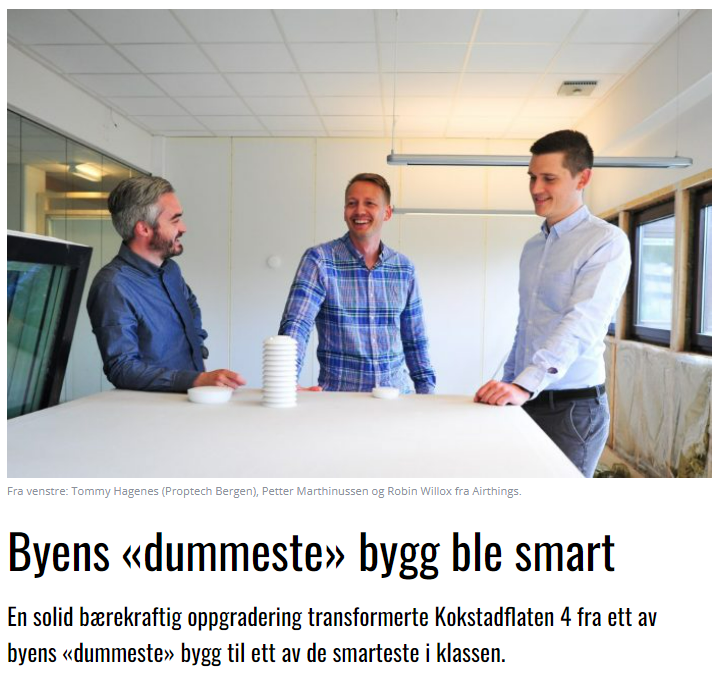 Fra venstre: Tommy Hagenes (Proptech Bergen), Petter Marthinussen og Robin Willox fra Airthings.
Byens «dummeste» bygg ble smart
En solid bærekraftig oppgradering transformerte Kokstadflaten 4 fra ett av
byens «dummeste» bygg til ett av de smarteste i klassen.